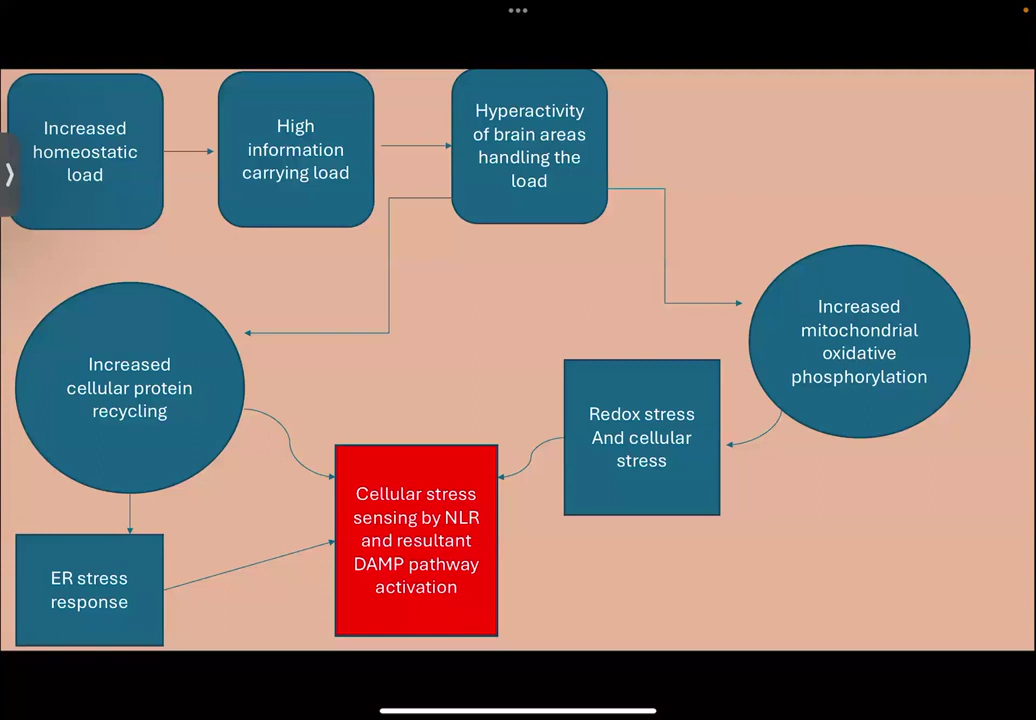 Increased
homeostatic
load
High
information
carrying load
Hyperactivity
of brain areas
handling the
load
Increased
mitochondrial
oxidative
phosphorylation
Increased
cellular protein
recycling
Redox stress
And cellular
stress
Cellular stress
sensing by NLR
and resultant
DAMP pathway
activation
ER stress
response